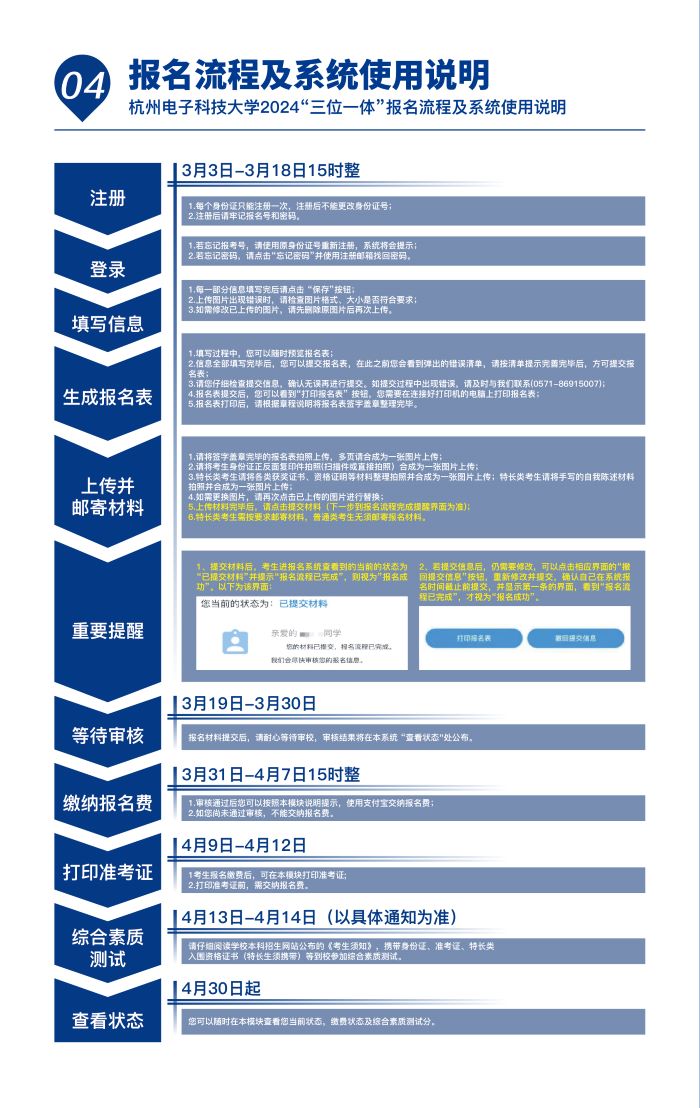 04
报名流程及系统使用说明
杭州电子科技大学2024“三位一体”报名流程及系统使用说明
注册
3月3日-3月18日15时整
1.每个身份证只能注册一次，注册后不能更改身份证号；
2.注册后请牢记报名号和密码。
登录
1.若忘记报考号，请使用原身份证号重新注册，系统将会提示；
2.若忘记密码，请点击“忘记密码”并使用注册邮箱找回密码。
填写信息
1.每一部分信息填写完后请点击 “保存”按钮；
2.上传图片出现错误时，请检查图片格式、大小是否符合要求；
3.如需修改已上传的图片，请先删除原图片后再次上传。
生成报名表
1.填写过程中，您可以随时预览报名表；
2.信息全部填写完毕后，您可以提交报名表，在此之前您会看到弹出的错误清单，请按清单提示完善完毕后，方可提交报
名表；
3.请您仔细检查提交信息，确认无误再进行提交。如提交过程中出现错误，请及时与我们联系(0571-86915007)；
4.报名表提交后，您可以看到“打印报名表” 按钮，您需要在连接好打印机的电脑上打印报名表；
5.报名表打印后，请根据章程说明将报名表签字盖章整理完毕。
上传并
邮寄材料
1.请将签字盖章完毕的报名表拍照上传，多页请合成为一张图片上传；
2.请将考生身份证正反面复印件拍照(扫描件或直接拍照）合成为一张图片上传；
3.特长类考生请将各类获奖证书、资格证明等材料整理拍照并合成为一张图片上传；特长类考生请将手写的自我陈述材料
拍照并合成为一张图片上传；
4.如需更换图片，请再次点击已上传的图片进行替换；
5.上传材料完毕后，请点击提交材料（下一步到报名流程完成提醒界面为准）；
6.特长类考生需按要求邮寄材料，普通类考生无须邮寄报名材料。
重要提醒
1、提交材料后，考生进报名系统查看到的当前的状态为
“已提交材料”并提示“报名流程已完成”，则视为”报名成
功”。以下为该界面：
您当前的状态为：已提交材料
亲爱的 同学
您的材料已提交，报名流程已完成。
我们会尽快审核您的报名信息。
2、若提交信息后，仍需要修改，可以点击相应界面的“撤
回提交信息”按钮，重新修改并提交，确认自己在系统报
名时间截止前提交，并显示第一条的界面，看到“报名流
程已完成”，才视为“报名成功”。
打印报名表
撤回提交信息
等待审核
3月19日-3月30日
报名材料提交后，请耐心等待审校，审核结果将在本系统 “查看状态“处公布。
缴纳报名费
3月31日-4月7日15时整
1.审核通过后您可以按照本模块说明提示，使用支付宝交纳报名费；
2.如您尚未通过审核，不能交纳报名费。
打印准考证
4月9日-4月12日
1考生报名缴费后，可在本模块打印准考证；
2.打印准考证前，需交纳报名费。
综合素质
测试
4月13日-4月14日（以具体通知为准）
请仔细阅读学校本科招生网站公布的《考生须知》，携带身份证、准考证、特长类
入围资格证书（特长生须携带）等到校参加综合素质测试。
查看状态
4月30日起
您可以随时在本模块查看您当前状态，缴费状态及综合素质测试分。